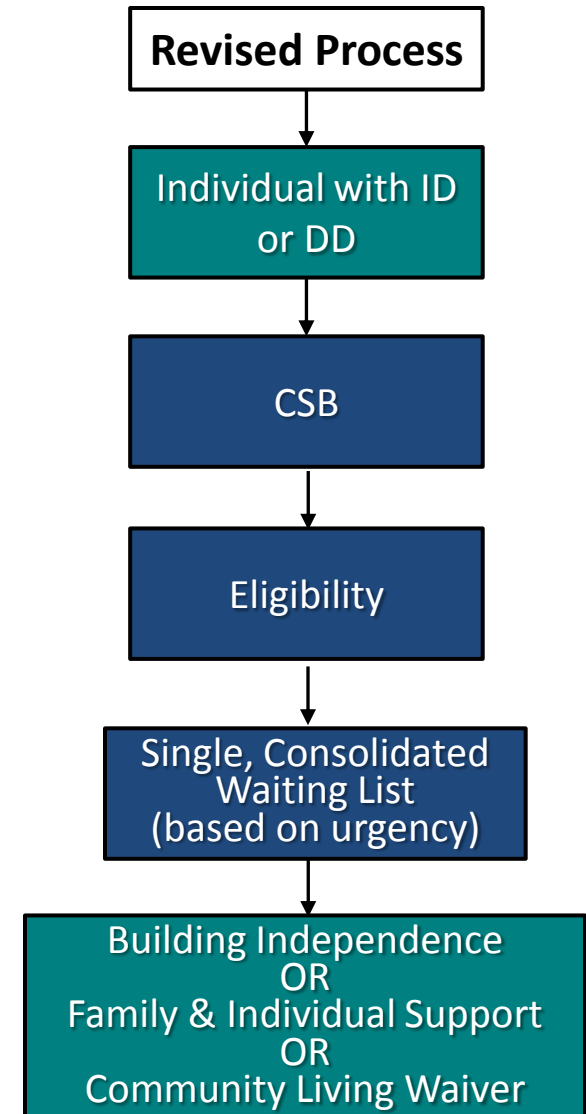 Revised Process
Individual with ID
or DD
CSB
Eligibility
Single, Consolidated
Waiting List
(based on urgency)
Building Independence
OR
Family & Individual Support
OR
Community Living Waiver